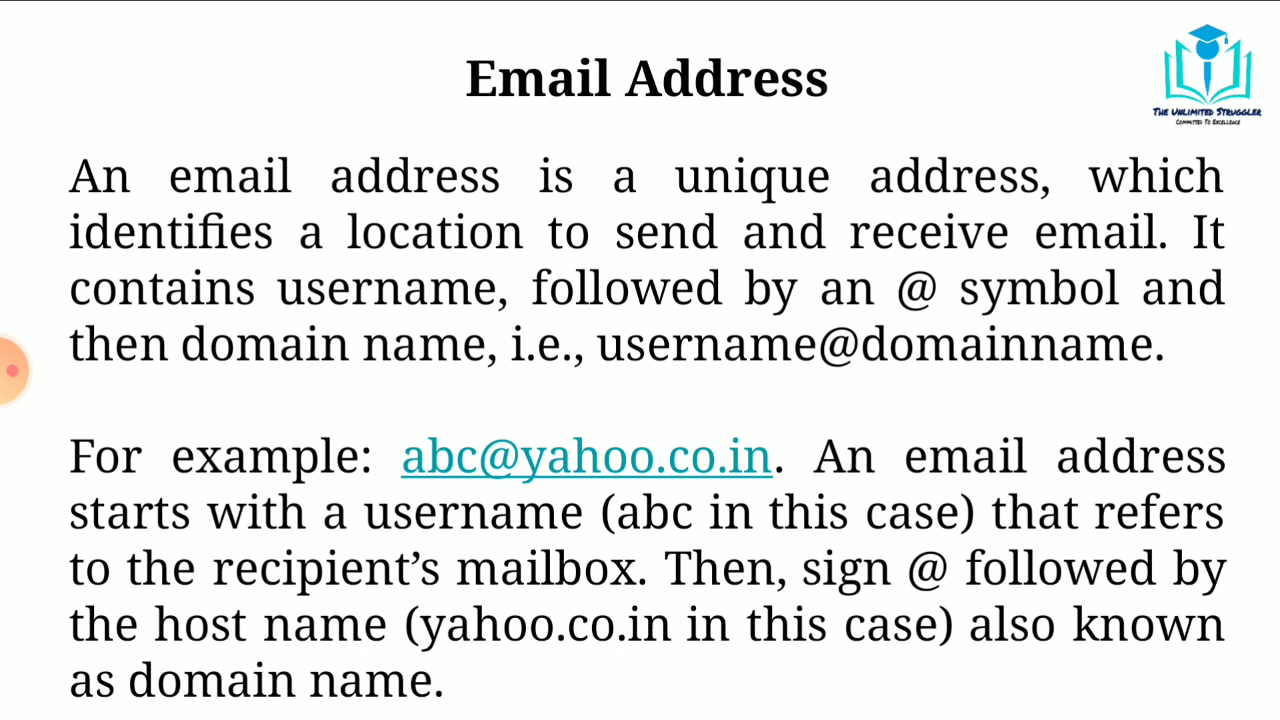 Email Address
THE UNLIMITED STRUGGLER
COMMITTED TO EXCELLENCE
An email address is a unique address, which
identifies a location to send and receive email. It
contains username, followed by an @ symbol and
then domain name, i.e., username@domainname.
For example: abc@yahoo.co.in. An email address
starts with a username (abc in this case) that refers
to the recipient’s mailbox. Then, sign @ followed by
the host name (yahoo.co.in in this case) also known
as domain name.